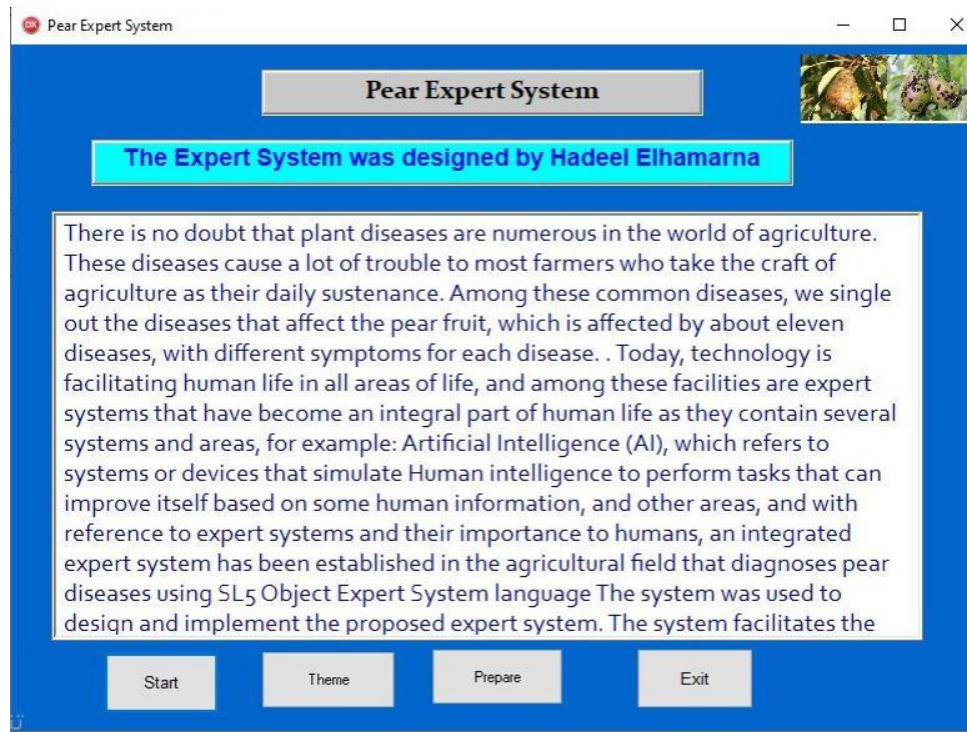 Pear Expert System
Pear Expert System
The Expert System was designed by Hadeel Elhamarna
There is no doubt that plant diseases are numerous in the world of agriculture.
These diseases cause a lot of trouble to most farmers who take the craft of
agriculture as their daily sustenance. Among these common diseases, we single
out the diseases that affect the pear fruit, which is affected by about eleven
diseases, with different symptoms for each disease. . Today, technology is
facilitating human life in all areas of life, and among these facilities are expert
systems that have become an integral part of human life as they contain several
systems and areas, for example: Artificial Intelligence (AI), which refers to
systems or devices that simulate Human intelligence to perform tasks that can
improve itself based on some human information, and other areas, and with
reference to expert systems and their importance to humans, an integrated
expert system has been established in the agricultural field that diagnoses pear
diseases using SL5 Object Expert System language The system was used to
design and implement the proposed expert system. The system facilitates the
Start Theme Prepare Exit